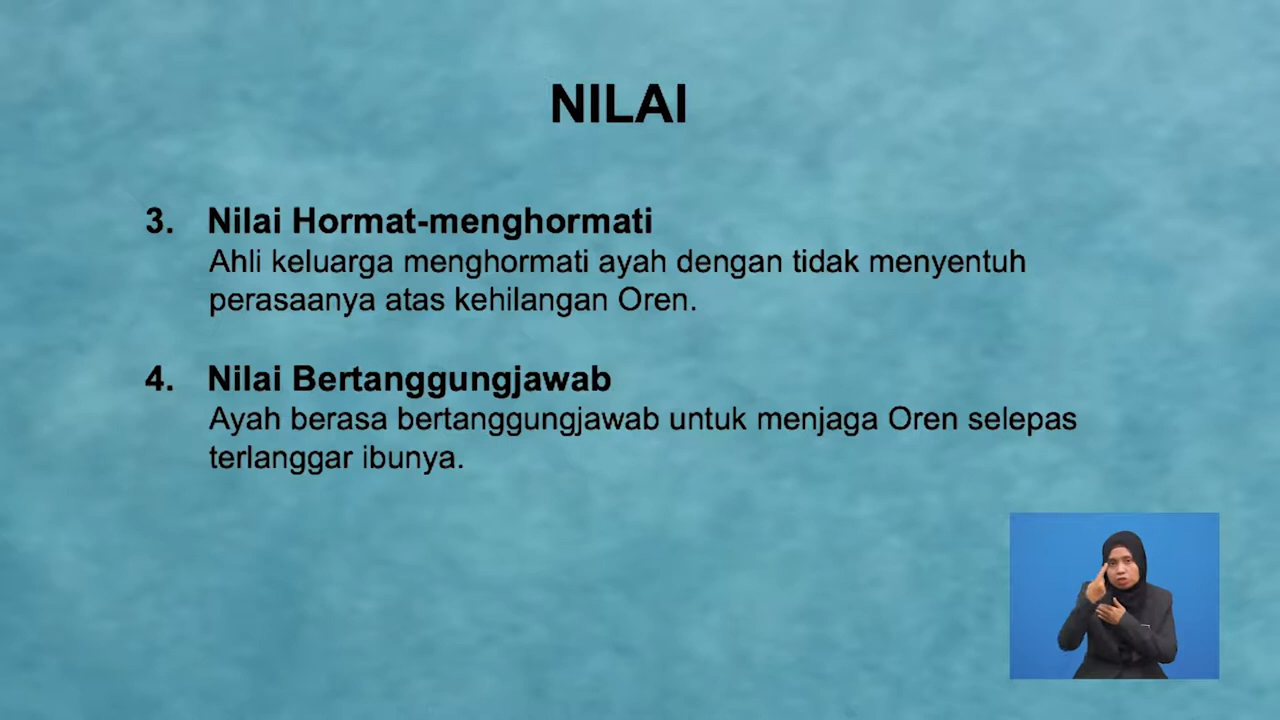 NILAI
3. Nilai Hormat-menghormati
Ahli keluarga menghormati ayah dengan tidak menyentuh
perasaanya atas kehilangan Oren.
4. Nilai Bertanggungjawab
Ayah berasa bertanggungjawab untuk menjaga Oren selepas
terlanggar ibunya.